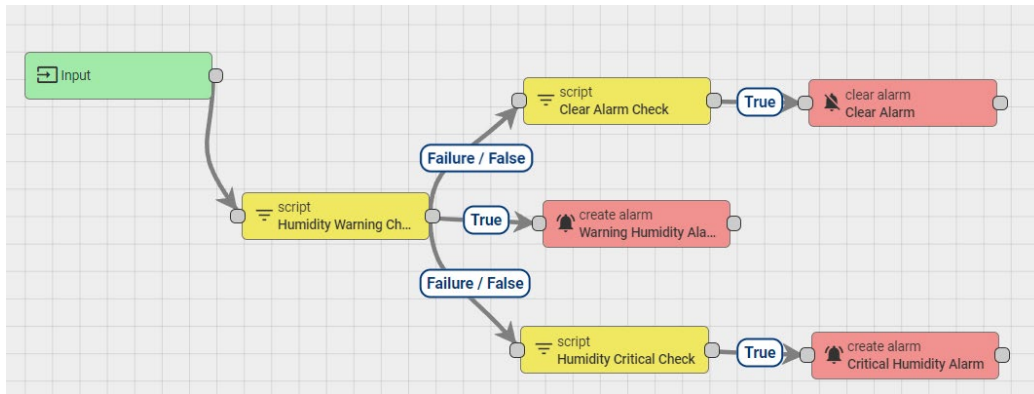 Input
script
Clear Alarm Check
True
clear alarm
Clear Alarm
Failure / False
script
Humidity Warning Ch...
True
create alarm
Warning Humidity Ala...
Failure / False
script
Humidity Critical Check
True
create alarm
Critical Humidity Alarm